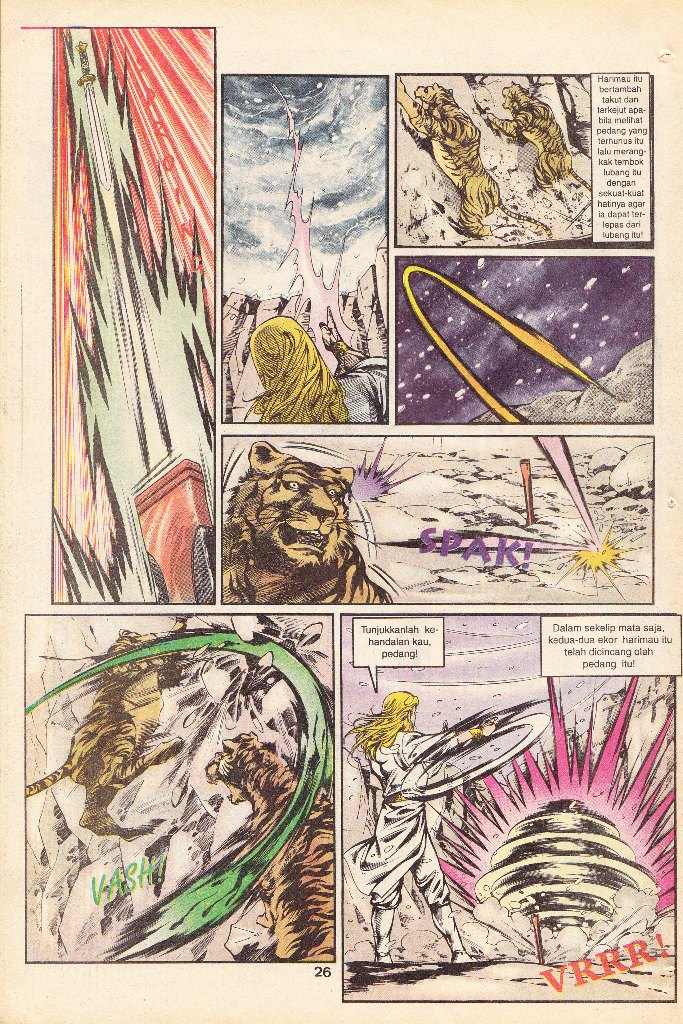 Harimau itu
bertambah
takut dan
terkejut apa-
bila melihat
pedang yang
terhunus itu
lalu merang-
kak tembok
lubang itu
dengan
sekuat-kuat
hatinya agar
ia dapat ter-
lepas dari
lubang itu!
SPAK!
VASH!
Tunjukkanlah ke-
handalan kau,
pedang!
Dalam sekelip mata saja,
kedua-dua ekor harimau itu
telah dicincang olah
pedang itu!
VRRR!
26